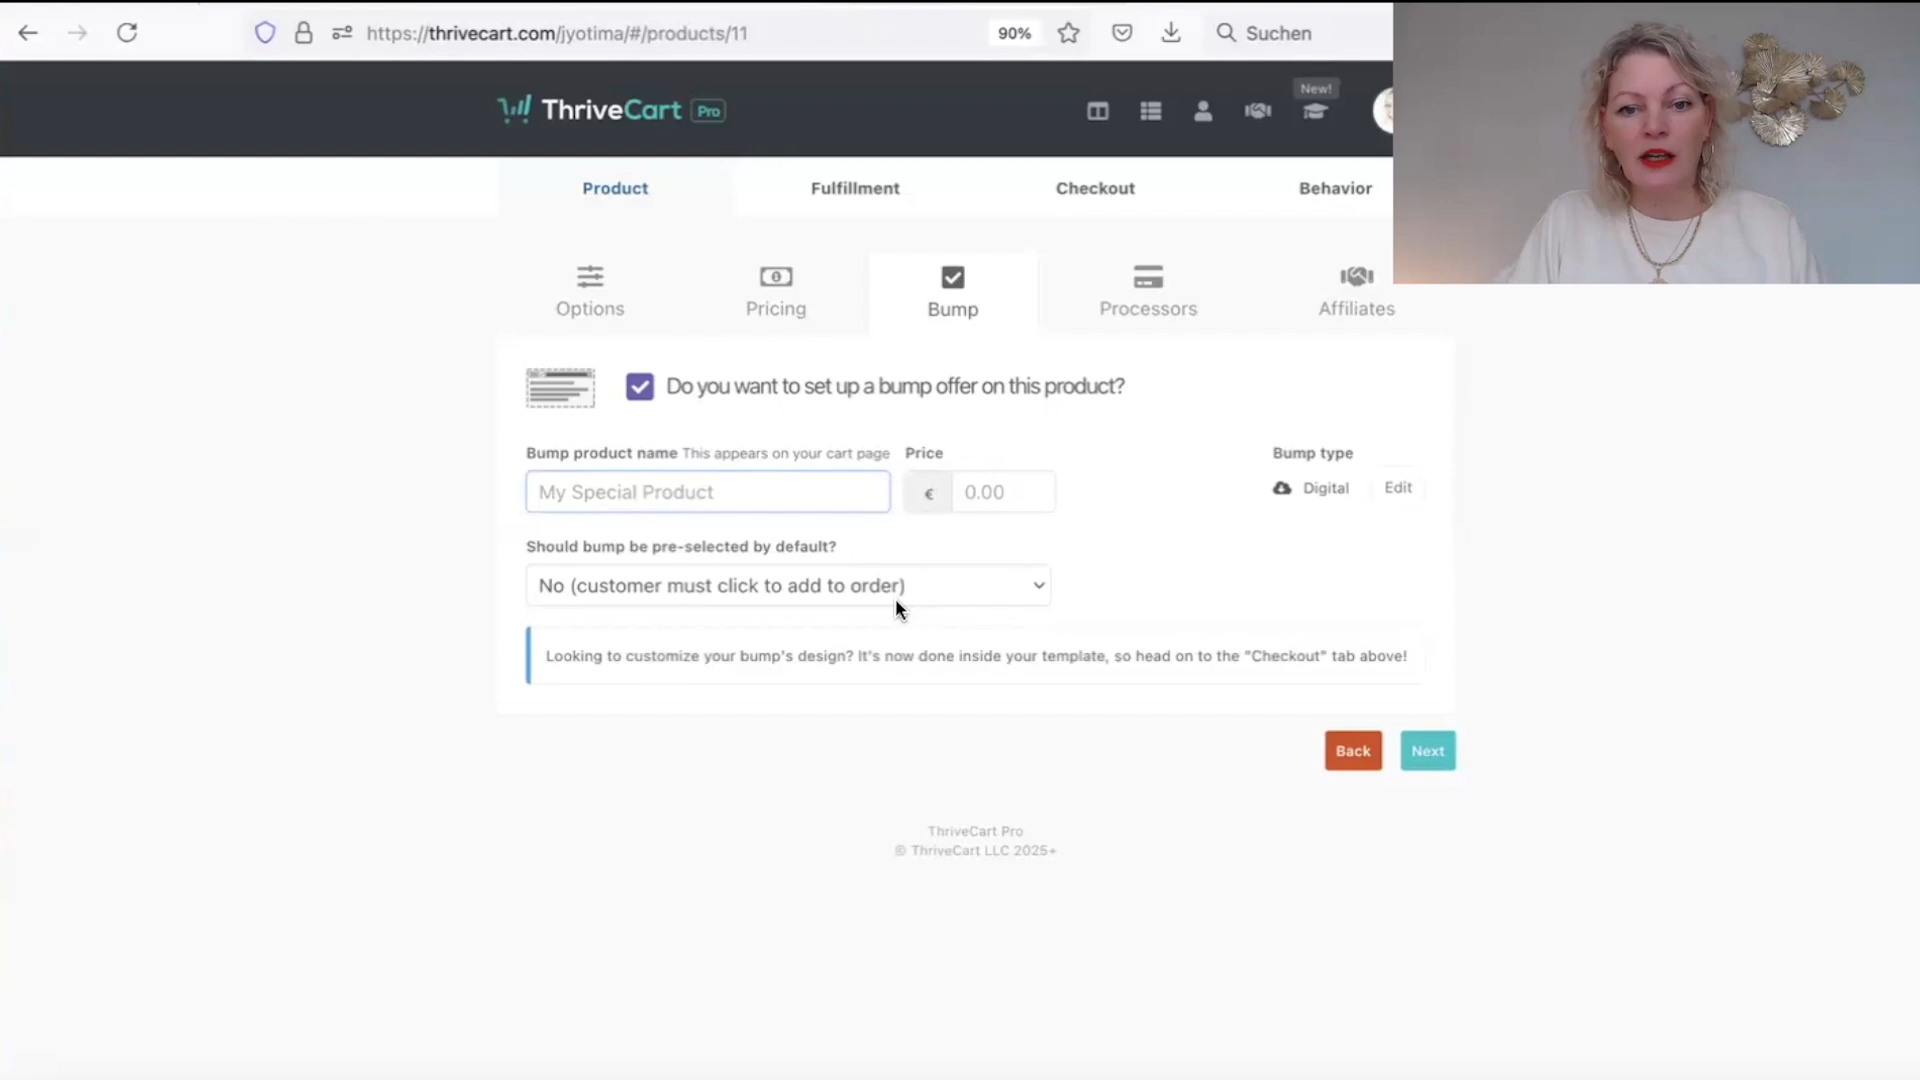 https://thrivecart.com/jyotima/#/products/11
90%
Suchen
ThriveCart Pro
New!
Product
Fulfillment
Checkout
Behavior
Options
Pricing
Bump
Processors
Affiliates
Do you want to set up a bump offer on this product?
Bump product name This appears on your cart page
Price
Bump type
My Special Product
€ 0.00
Digital
Edit
Should bump be pre-selected by default?
No (customer must click to add to order)
Looking to customize your bump's design? It's now done inside your template, so head on to the "Checkout" tab above!
Back
Next
ThriveCart Pro
© ThriveCart LLC 2025+